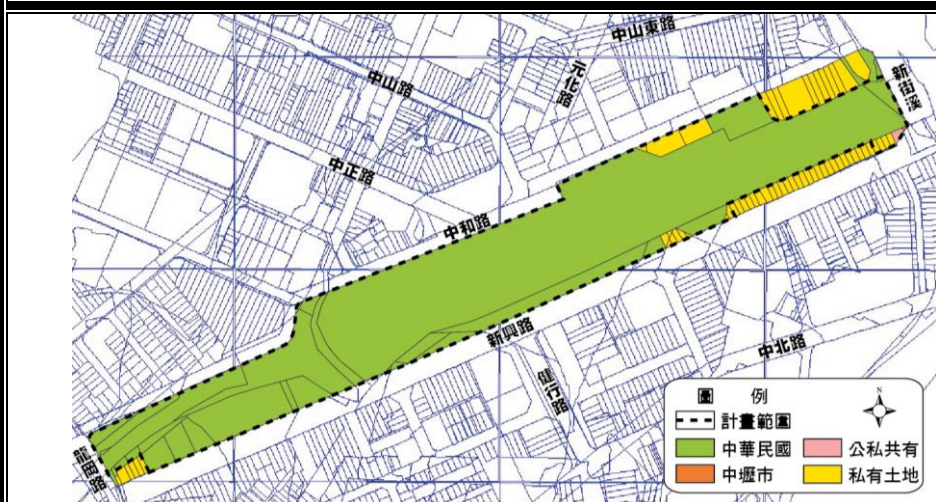 中山東路
元化路
中山路
新街溪
中正路
中和路
新興路
中北路
健行路
龍岡路
圖 例
N
計畫範圍
中華民國
公私共有
中壢市
私有土地